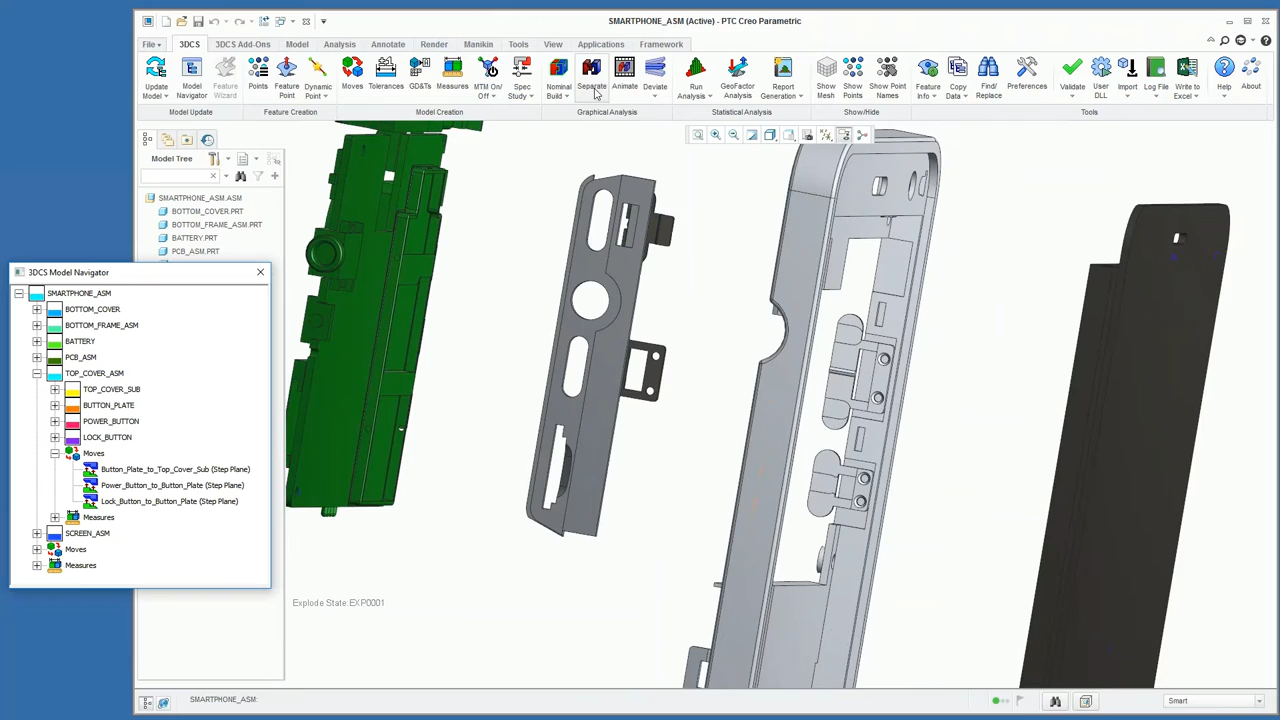 SMARTPHONE_ASM (Active) - PTC Creo Parametric
File
3DCS
3DCS Add-Ons
Model
Analysis
Annotate
Render
Manikin
Tools
View
Applications
Framework
Update Model
Model Navigator
Feature Wizard
Points
Feature Point
Dynamic Point
Moves
Tolerances
GD&Ts
Measures
MTM On/Off
Spec Study
Nominal Build
Separate
Animate
Deviate
Run Analysis
GeoFactor Analysis
Report Generation
Show Mesh
Show Points
Show Point Names
Preferences
Feature Info
Copy Data
Find/Replace
Validate
User DLL
Import
Log File
Write to Excel
Help
About
Model Update
Feature Creation
Model Creation
Graphical Analysis
Statistical Analysis
Show/Hide
Tools
Model Tree
SMARTPHONE_ASM.ASM
BOTTOM_COVER.PRT
BOTTOM_FRAME_ASM.PRT
BATTERY.PRT
PCB_ASM.PRT
3DCS Model Navigator
SMARTPHONE_ASM
BOTTOM_COVER
BOTTOM_FRAME_ASM
BATTERY
PCB_ASM
TOP_COVER_ASM
TOP_COVER_SUB
BUTTON_PLATE
POWER_BUTTON
LOCK_BUTTON
Moves
Button_Plate_to_Top_Cover_Sub (Step Plane)
Power_Button_to_Button_Plate (Step Plane)
Lock_Button_to_Button_Plate (Step Plane)
Measures
SCREEN_ASM
Moves
Measures
Explode State:EXP0001
SMARTPHONE_ASM:
Smart